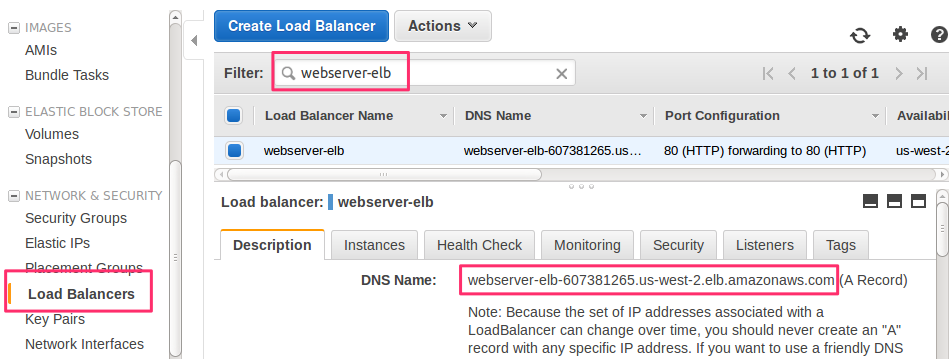 IMAGES
AMIs
Bundle Tasks
ELASTIC BLOCK STORE
Volumes
Snapshots
NETWORK & SECURITY
Security Groups
Elastic IPs
Placement Groups
Load Balancers
Key Pairs
Network Interfaces
Create Load Balancer Actions
Filter: webserver-elb 1 to 1 of 1
Load Balancer Name DNS Name Port Configuration Availabil
webserver-elb webserver-elb-607381265.us... 80 (HTTP) forwarding to 80 (HTTP) us-west-2
Load balancer: webserver-elb
Description Instances Health Check Monitoring Security Listeners Tags
DNS Name: webserver-elb-607381265.us-west-2.elb.amazonaws.com (A Record)
Note: Because the set of IP addresses associated with a
LoadBalancer can change over time, you should never create an "A"
record with any specific IP address. If you want to use a friendly DNS